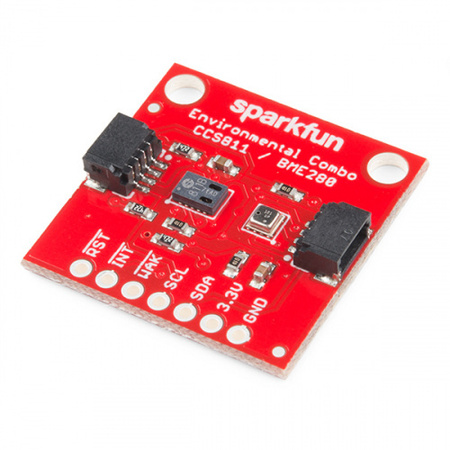 sparkfun
Environmental Combo
CCS811 / BME280
RST
INT
WAK
SCL
SDA
3.3V
GND